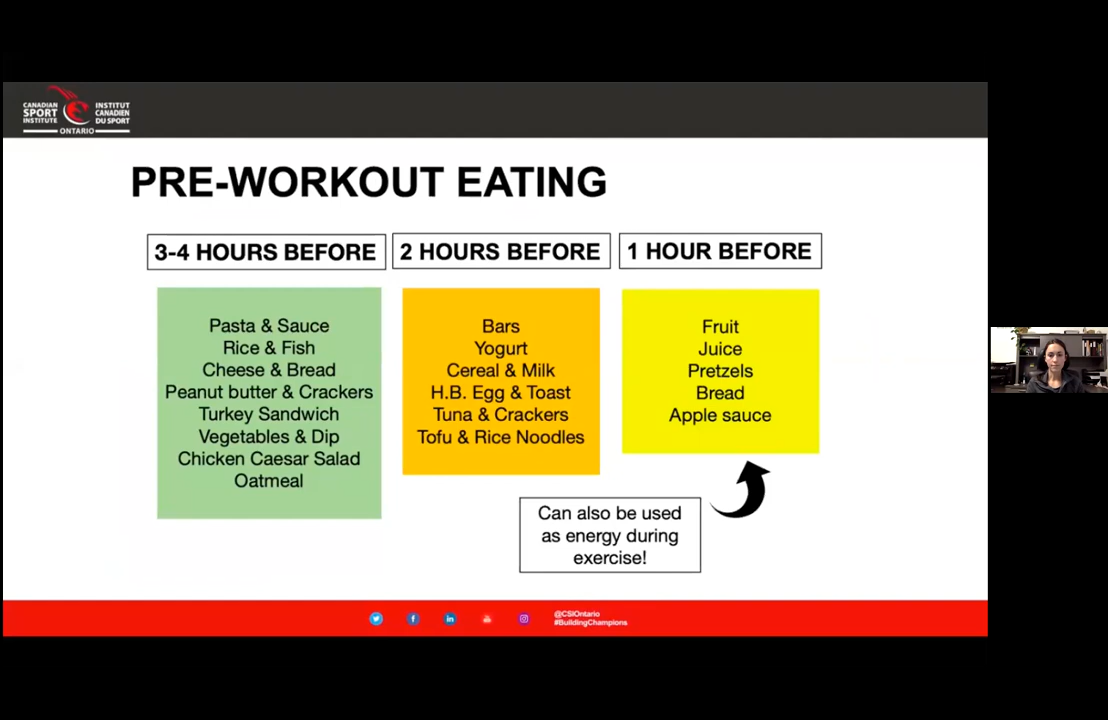 CANADIAN
SPORT
INSTITUTE
INSTITUT
CANADIEN
DU SPORT
ONTARIO
PRE-WORKOUT EATING
3-4 HOURS BEFORE
Pasta & Sauce
Rice & Fish
Cheese & Bread
Peanut butter & Crackers
Turkey Sandwich
Vegetables & Dip
Chicken Caesar Salad
Oatmeal
2 HOURS BEFORE
Bars
Yogurt
Cereal & Milk
H.B. Egg & Toast
Tuna & Crackers
Tofu & Rice Noodles
1 HOUR BEFORE
Fruit
Juice
Pretzels
Bread
Apple sauce
Can also be used
as energy during
exercise!
@CSIOntario
#BuildingChampions